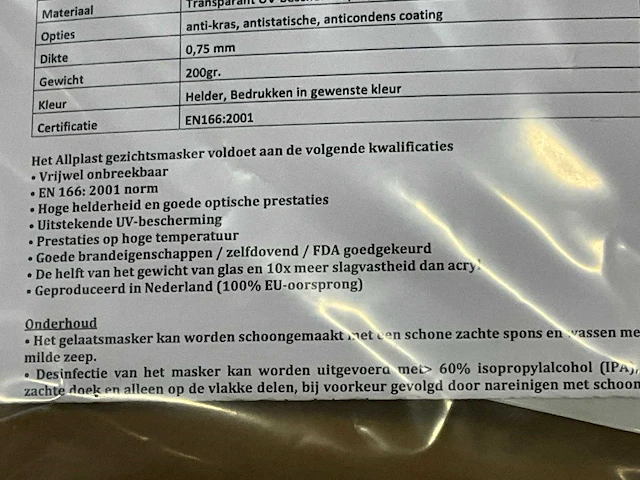 Materiaal Transparant
Opties anti-kras, antistatische, anticondens coating
Dikte 0,75 mm
Gewicht 200gr.
Kleur Helder, Bedrukken in gewenste kleur
Certificatie EN166:2001
Het Allplast gezichtsmasker voldoet aan de volgende kwalificaties
• Vrijwel onbreekbaar
• EN 166: 2001 norm
• Hoge helderheid en goede optische prestaties
• Uitstekende UV-bescherming
• Prestaties op hoge temperatuur
• Goede brandeigenschappen / zelfdovend / FDA goedgekeurd
• De helft van het gewicht van glas en 10x meer slagvastheid dan
• Geproduceerd in Nederland (100% EU-oorsprong)
Onderhoud
• Het gelaatsmasker kan worden schoongemaakt met een schone zachte spons en wassen me
milde zeep.
• Desinfectie van het masker kan worden uitgevoerd met> 60% isopropylalcohol (IPA),
zachte doek en alleen op de vlakke delen, bij voorkeur gevolgd door nareinigen met schoon